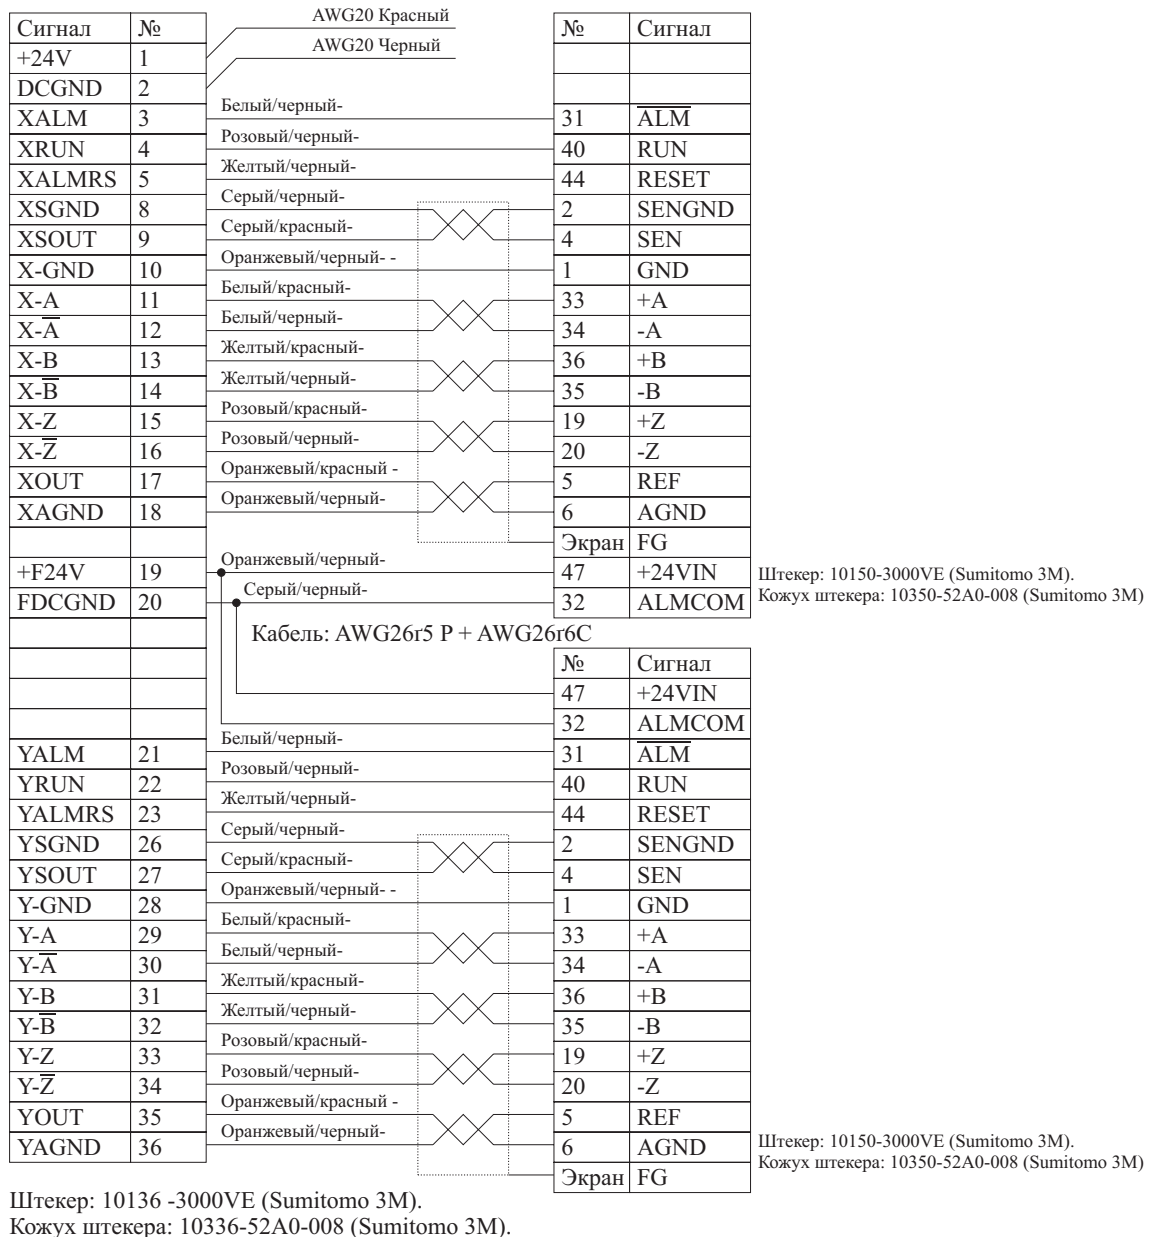 AWG20 Красный
Сигнал № № Сигнал
AWG20 Черный
+24V 1
DCGND 2
Белый/черный-
XALM 3 31 ALM
Розовый/черный-
XRUN 4 40 RUN
Желтый/черный-
XALMRS 5 44 RESET
Серый/черный-
XSGND 8 2 SENGND
Серый/красный-
XSOUT 9 4 SEN
Оранжевый/черный- -
X-GND 10 1 GND
Белый/красный-
X-A 11 33 +A
Белый/черный-
X-A̅ 12 34 -A
Желтый/красный-
X-B 13 36 +B
Желтый/черный-
X-B̅ 14 35 -B
Розовый/красный-
X-Z 15 19 +Z
Розовый/черный-
X-Z̅ 16 20 -Z
Оранжевый/красный -
XOUT 17 5 REF
Оранжевый/черный-
XAGND 18 6 AGND
Экран FG
Оранжевый/черный-
+F24V 19 47 +24VIN
Штекер: 10150-3000VE (Sumitomo 3M).
Серый/черный-
FDCGND 20 32 ALMCOM
Кожух штекера: 10350-52A0-008 (Sumitomo 3M)
Кабель: AWG26ґ5 P + AWG26ґ6C
№ Сигнал
47 +24VIN
32 ALMCOM
Белый/черный-
YALM 21 31 ALM
Розовый/черный-
YRUN 22 40 RUN
Желтый/черный-
YALMRS 23 44 RESET
Серый/черный-
YSGND 26 2 SENGND
Серый/красный-
YSOUT 27 4 SEN
Оранжевый/черный- -
Y-GND 28 1 GND
Белый/красный-
Y-A 29 33 +A
Белый/черный-
Y-A̅ 30 34 -A
Желтый/красный-
Y-B 31 36 +B
Желтый/черный-
Y-B̅ 32 35 -B
Розовый/красный-
Y-Z 33 19 +Z
Розовый/черный-
Y-Z̅ 34 20 -Z
Оранжевый/красный -
YOUT 35 5 REF
Оранжевый/черный-
YAGND 36 6 AGND
Штекер: 10150-3000VE (Sumitomo 3M).
Кожух штекера: 10350-52A0-008 (Sumitomo 3M)
Экран FG
Штекер: 10136 -3000VE (Sumitomo 3M).
Кожух штекера: 10336-52A0-008 (Sumitomo 3M).